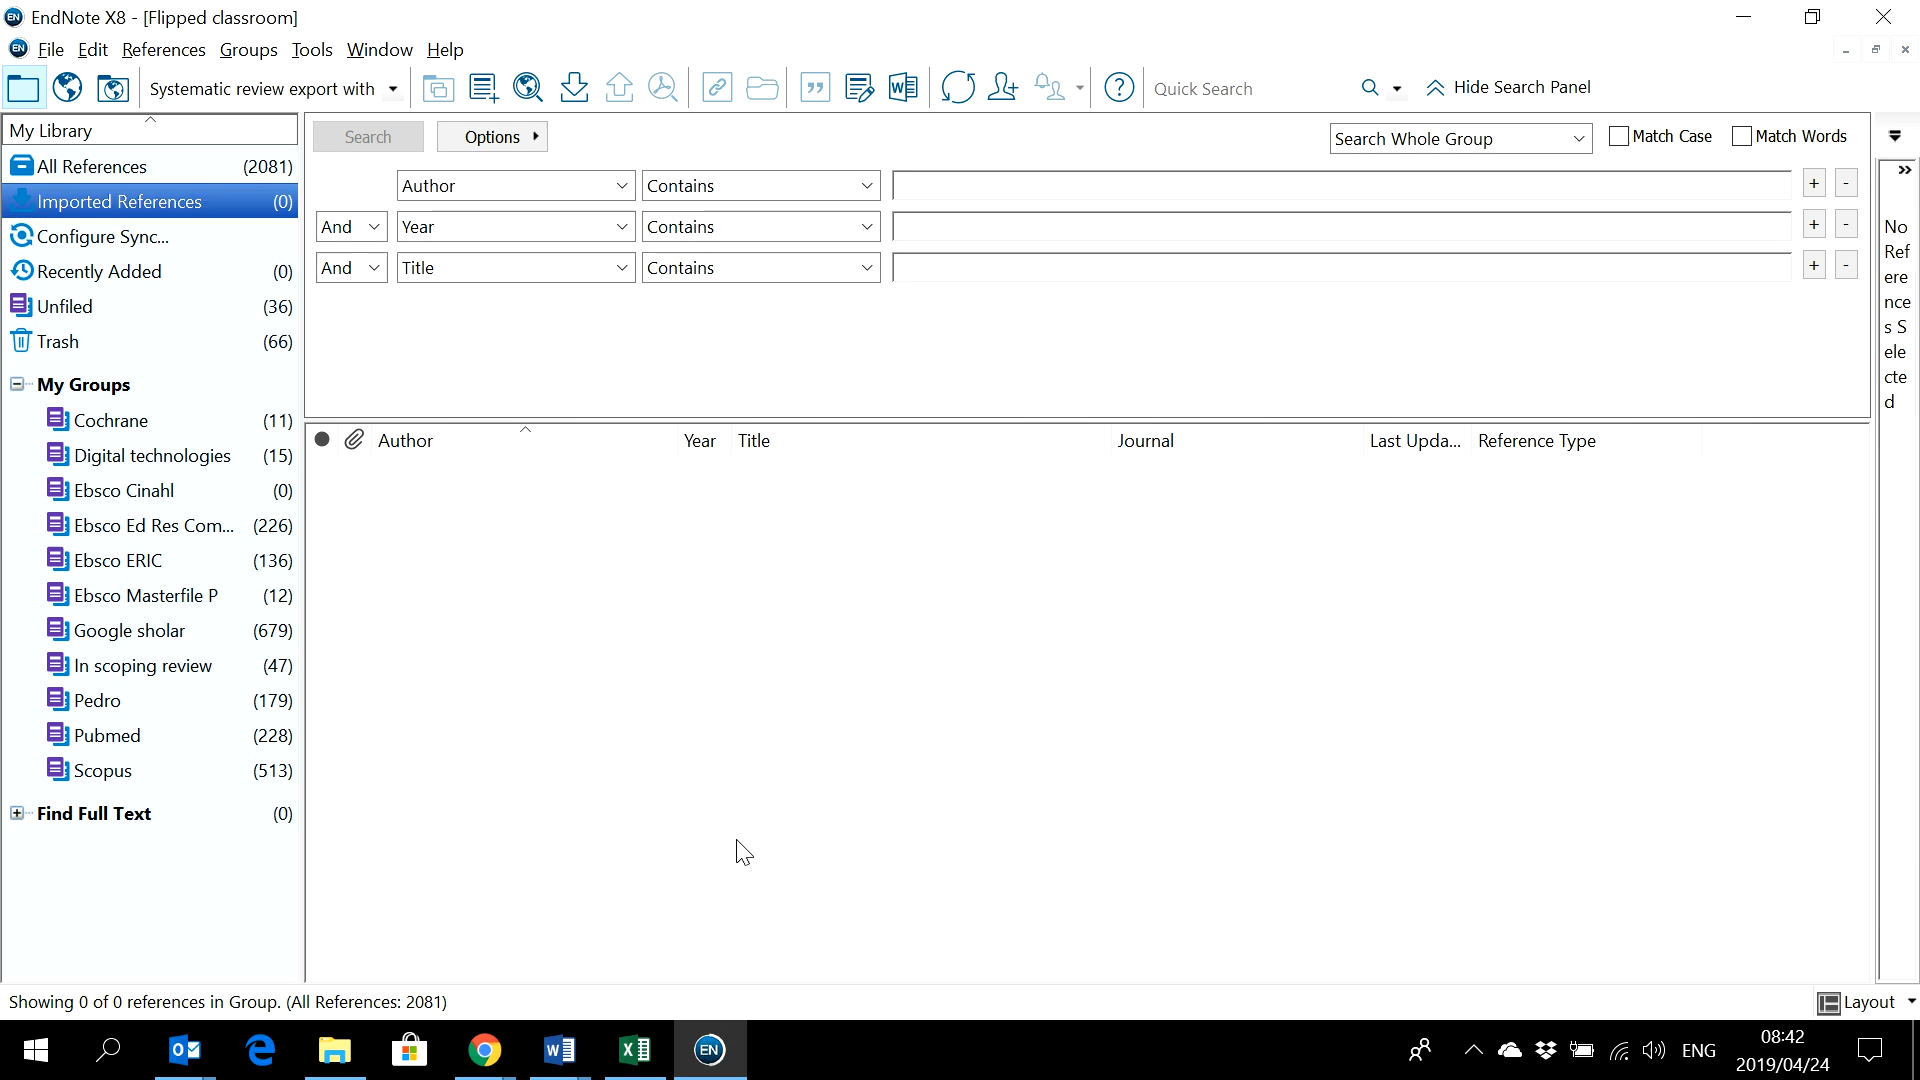 EndNote X8 - [Flipped classroom]
File Edit References Groups Tools Window Help
Systematic review export with
Quick Search
Hide Search Panel
My Library
All References (2081)
Imported References (0)
Configure Sync...
Recently Added (0)
Unfiled (36)
Trash (66)
My Groups
Cochrane (11)
Digital technologies (15)
Ebsco Cinahl (0)
Ebsco Ed Res Com... (226)
Ebsco ERIC (136)
Ebsco Masterfile P (12)
Google sholar (679)
In scoping review (47)
Pedro (179)
Pubmed (228)
Scopus (513)
Find Full Text (0)
Search Options
Search Whole Group
Match Case
Match Words
Author Contains + -
And Year Contains + -
And Title Contains + -
Author Year Title Journal Last Upda... Reference Type
No
Ref
ere
nce
s S
ele
cte
d
Showing 0 of 0 references in Group. (All References: 2081)
Layout
EN
ENG
08:42
2019/04/24